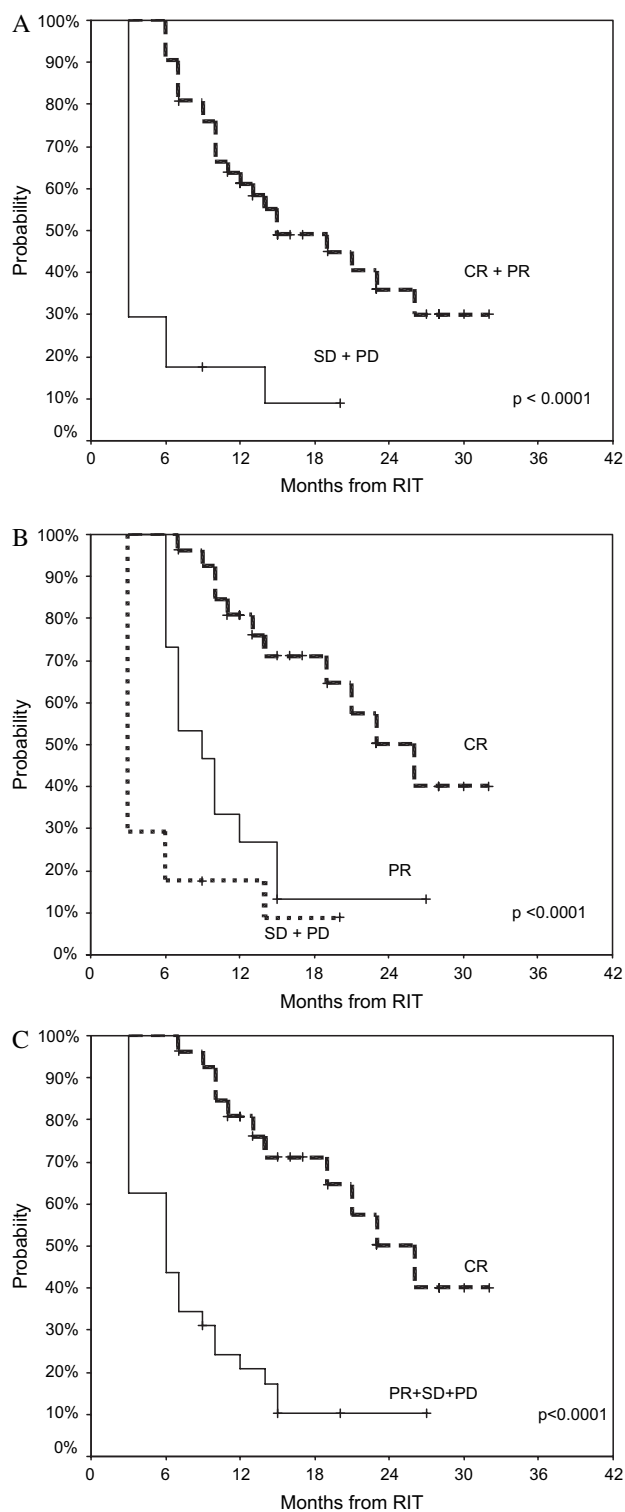 A
100%
90%
80%
70%
60%
50%
40%
30%
20%
10%
0%
Probability
CR + PR
SD + PD
p < 0.0001
0 6 12 18 24 30 36 42
Months from RIT
B
100%
90%
80%
70%
60%
50%
40%
30%
20%
10%
0%
Probability
CR
PR
SD + PD
p <0.0001
0 6 12 18 24 30 36 42
Months from RIT
C
100%
90%
80%
70%
60%
50%
40%
30%
20%
10%
0%
Probability
CR
PR+SD+PD
p<0.0001
0 6 12 18 24 30 36 42
Months from RIT